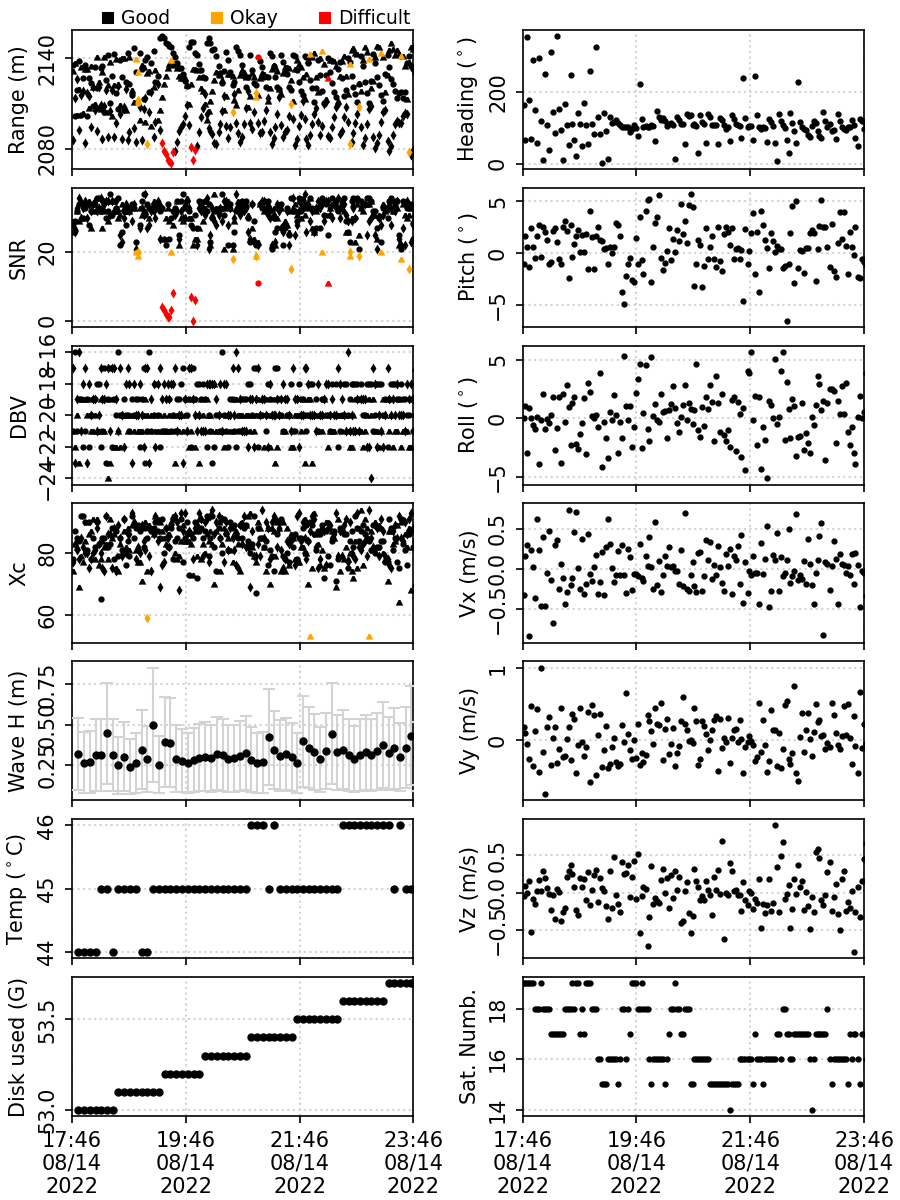 Good Okay Difficult
Range (m)
2140
2080
Heading (°)
200
0
SNR
20
0
Pitch (°)
5
0
−5
DBV
−16
−18
−20
−22
−24
Roll (°)
5
0
−5
Xc
80
60
Vx (m/s)
0.5
0.0
−0.5
Wave H (m)
0.75
0.50
0.25
Vy (m/s)
1
0
Temp (°C)
46
45
44
Vz (m/s)
0.5
0.0
−0.5
Disk used (G)
53.5
53.0
Sat. Numb.
18
16
14
17:46 19:46 21:46 23:46
08/14 08/14 08/14 08/14
2022 2022 2022 2022
17:46 19:46 21:46 23:46
08/14 08/14 08/14 08/14
2022 2022 2022 2022